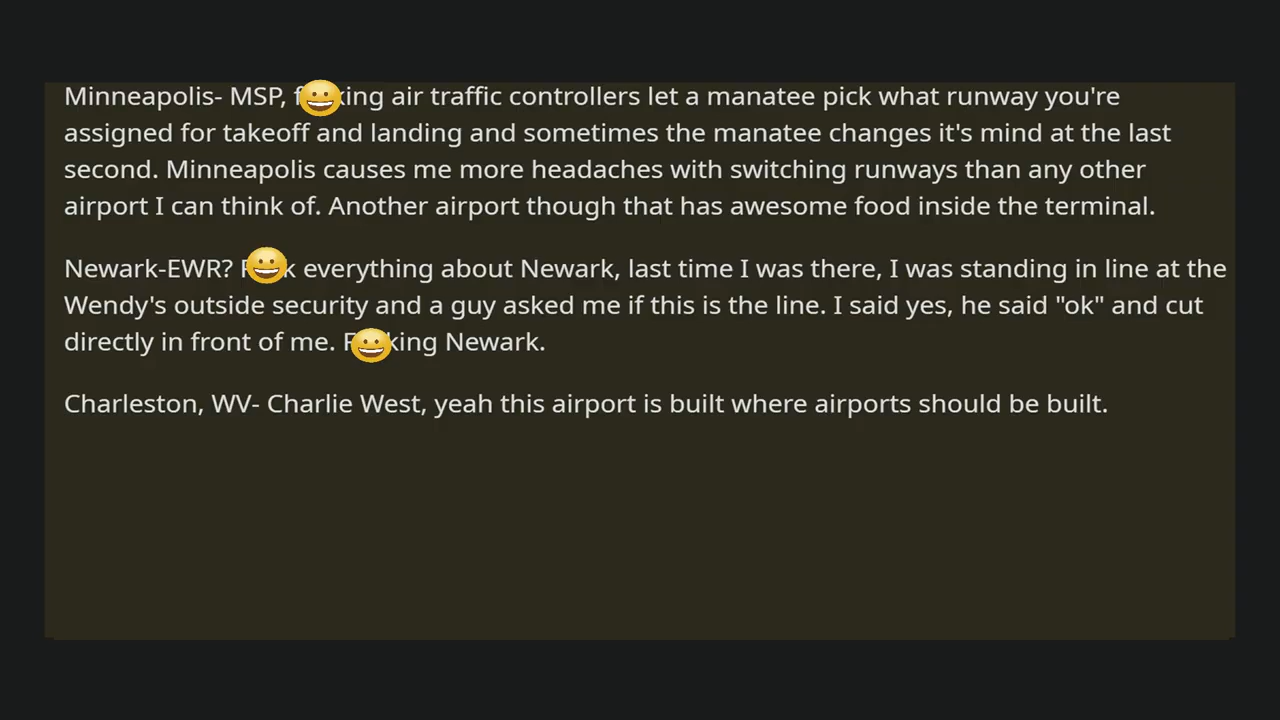 Minneapolis- MSP, f😀king air traffic controllers let a manatee pick what runway you're
assigned for takeoff and landing and sometimes the manatee changes it's mind at the last
second. Minneapolis causes me more headaches with switching runways than any other
airport I can think of. Another airport though that has awesome food inside the terminal.
Newark-EWR? F😀k everything about Newark, last time I was there, I was standing in line at the
Wendy's outside security and a guy asked me if this is the line. I said yes, he said "ok" and cut
directly in front of me. F😀king Newark.
Charleston, WV- Charlie West, yeah this airport is built where airports should be built.